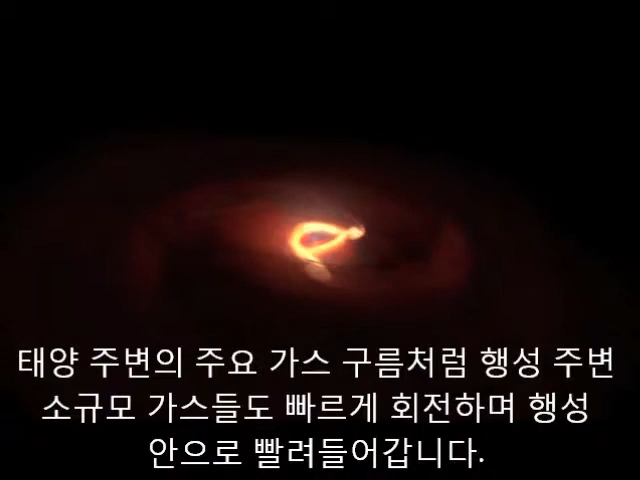 태양 주변의 주요 가스 구름처럼 행성 주변
소규모 가스들도 빠르게 회전하며 행성
안으로 빨려들어갑니다.